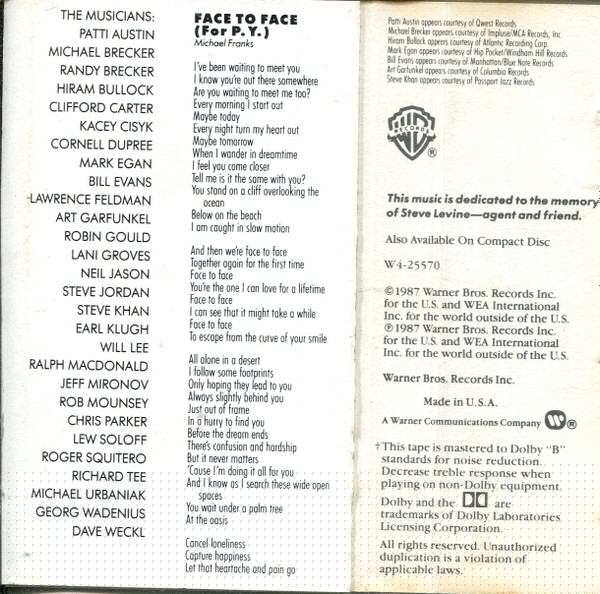 THE MUSICIANS:
PATTI AUSTIN
MICHAEL BRECKER
RANDY BRECKER
HIRAM BULLOCK
CLIFFORD CARTER
KACEY CISYK
CORNELL DUPREE
MARK EGAN
BILL EVANS
LAWRENCE FELDMAN
ART GARFUNKEL
ROBIN GOULD
LANI GROVES
NEIL JASON
STEVE JORDAN
STEVE KHAN
EARL KLUGH
WILL LEE
RALPH MACDONALD
JEFF MIRONOV
ROB MOUNSEY
CHRIS PARKER
LEW SOLOFF
ROGER SQUITERO
RICHARD TEE
MICHAEL URBANIAK
GEORG WADENIUS
DAVE WECKL
FACE TO FACE
(For P.Y.)
Michael Franks
I've been waiting to meet you
I know you're out there somewhere
Are you waiting to meet me too?
Every morning I start out
Maybe today
Every night turn my heart out
Maybe tomorrow
When I wander in dreamtime
I feel you come closer
Tell me is it the same with you?
You stand on a cliff overlooking the
ocean
Below on the beach
I am caught in slow motion
And then we're face to face
Together again for the first time
Face to face
You're the one I can love for a lifetime
Face to face
I can see that it might take a while
Face to face
To escape from the curve of your smile
All alone in a desert
I follow some footprints
Only hoping they lead to you
Always slightly behind you
Just out of frame
In a hurry to find you
Before the dream ends
There's confusion and hardship
But it never matters
'Cause I'm doing it all for you
And I know as I search these wide open
spaces
You wait under a palm tree
At the oasis
Cancel loneliness
Capture happiness
Let that heartache and pain go
Patti Austin appears courtesy of Qwest Records
Michael Brecker appears courtesy of Impluse/MCA Records, Inc.
Hiram Bullock appears courtesy of Atlantic Recording Corp.
Mark Egan appears courtesy of Hip Pocket/Windham Hill Records
Bill Evans appears courtesy of Manhattan/Blue Note Records
Art Garfunkel appears courtesy of Columbia Records
Steve Khan appears courtesy of Passport Jazz Records
WB RECORDS ®
This music is dedicated to the memory
of Steve Levine—agent and friend.
Also Available On Compact Disc
W4-25570
©1987 Warner Bros. Records Inc.
for the U.S. and WEA International
Inc. for the world outside of the U.S.
℗1987 Warner Bros. Records Inc.
for the U.S. and WEA International
Inc. for the world outside of the U.S.
Warner Bros. Records Inc.
Made in U.S.A.
A Warner Communications Company ®
†This tape is mastered to Dolby "B"
standards for noise reduction.
Decrease treble response when
playing on non-Dolby equipment.
Dolby and the DD are
trademarks of Dolby Laboratories
Licensing Corporation.
All rights reserved. Unauthorized
duplication is a violation of
applicable laws.